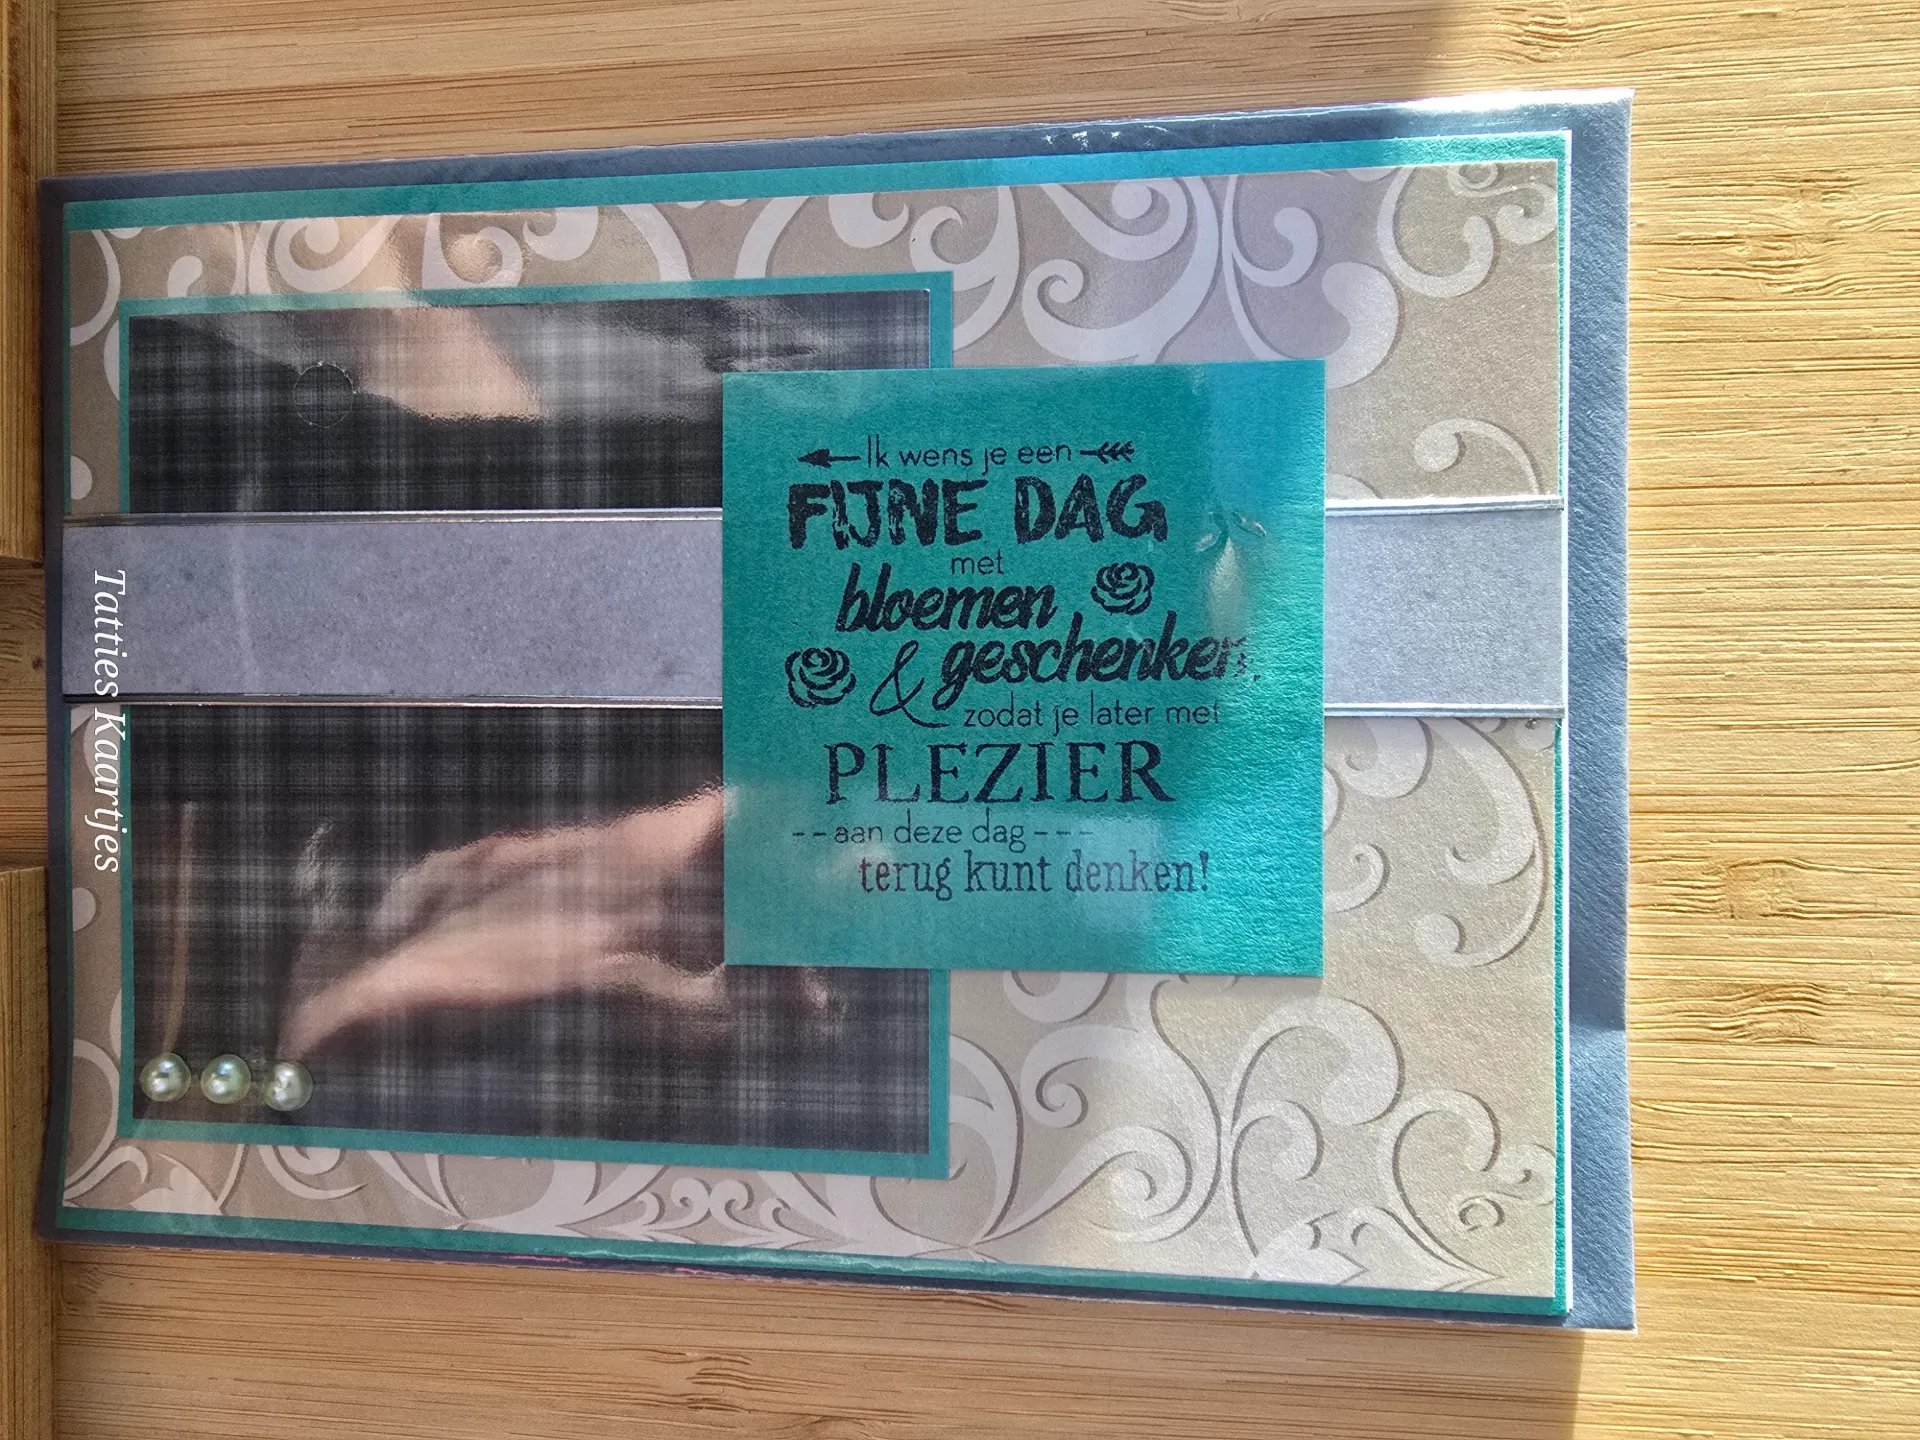 Ik wens je een
FIJNE DAG
met
bloemen
& geschenken,
zodat je later met
PLEZIER
-- aan deze dag ---
terug kunt denken!
Tatties Kaartjes